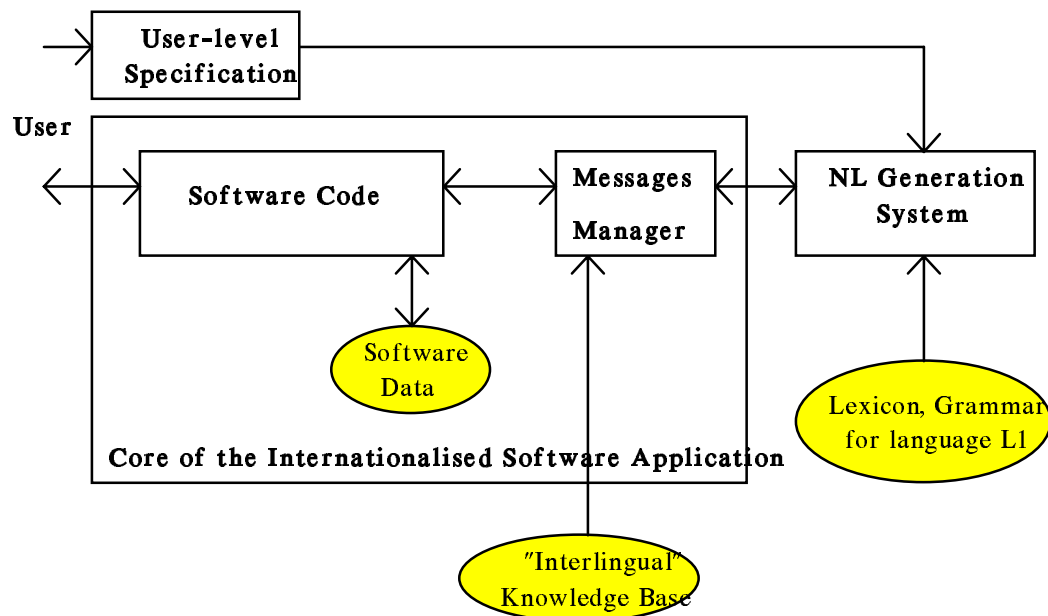 User-level
Specification
User
Software Code
Messages
Manager
NL Generation
System
Software
Data
Lexicon, Grammar
for language L1
Core of the Internationalised Software Application
"Interlingual"
Knowledge Base